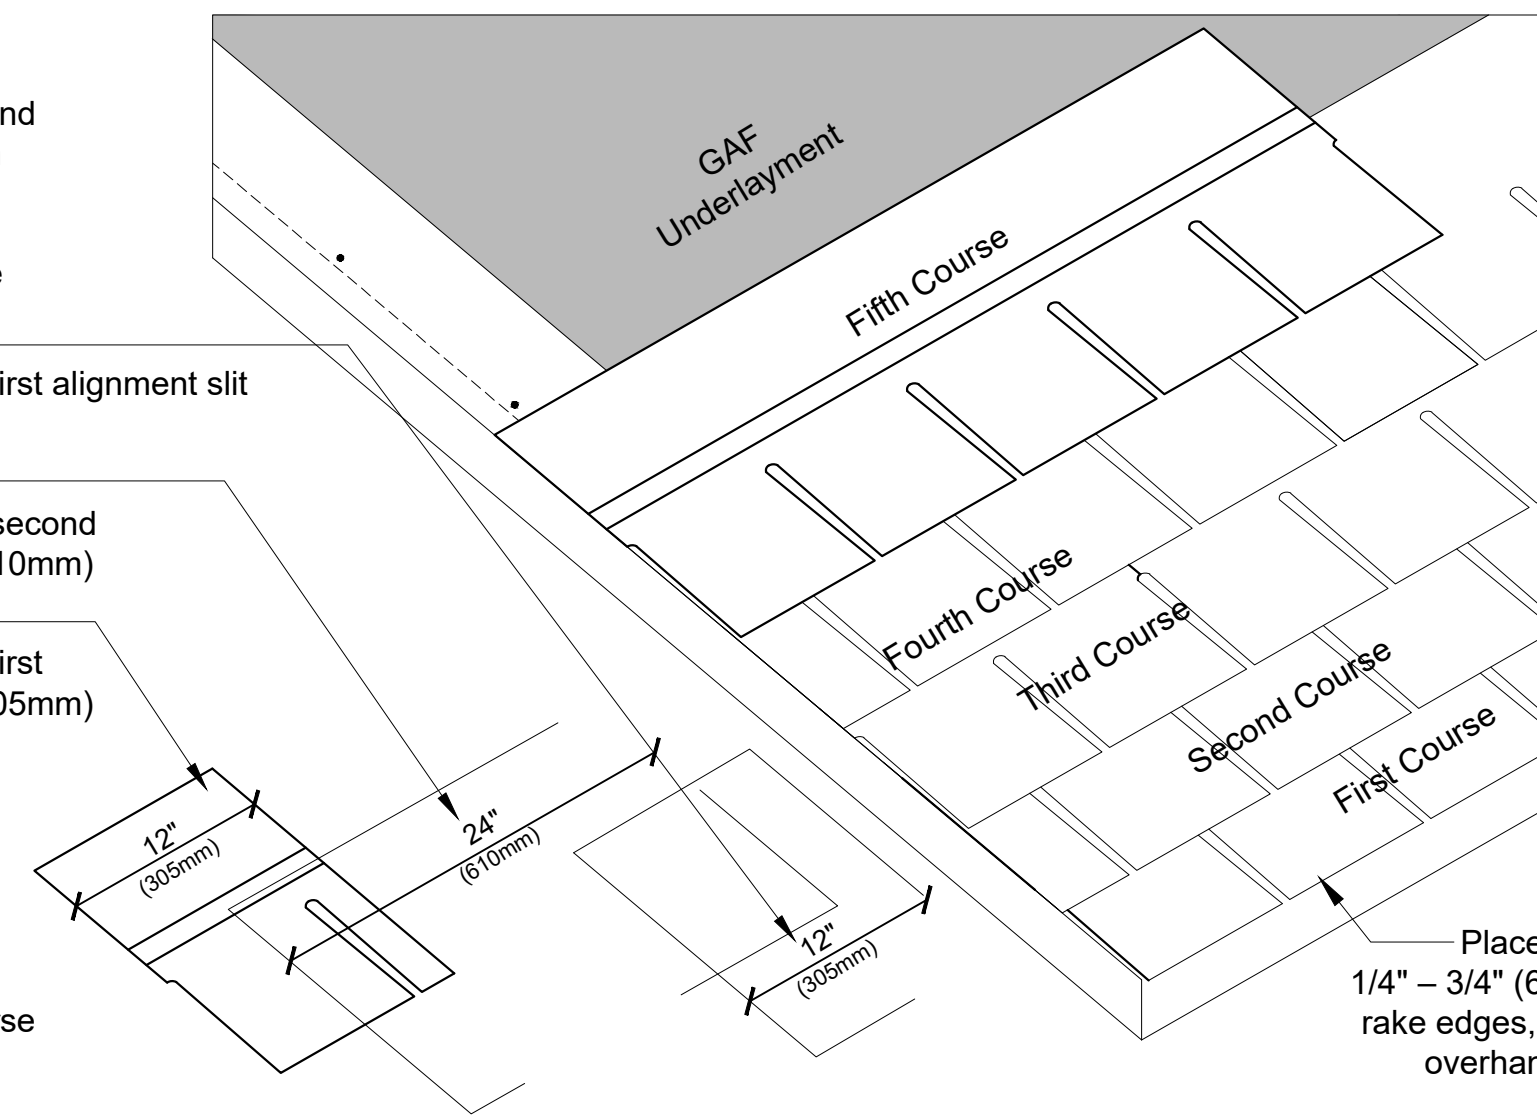 nd
e
irst alignment slit
second
10mm)
irst
05mm)
rse
GAF
Underlayment
Fifth Course
Fourth Course
Third Course
Second Course
First Course
12"
(305mm)
24"
(610mm)
12"
(305mm)
Place
1/4" – 3/4" (6
rake edges,
overhan